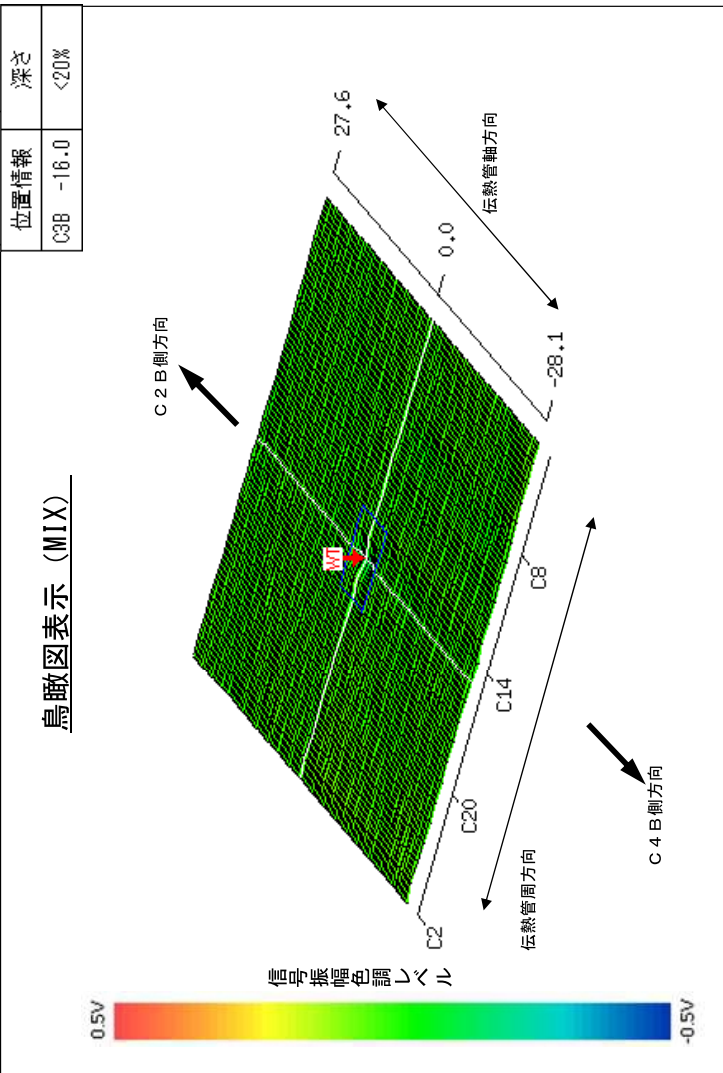 鳥瞰図表示 (MIX)
位置情報 深さ
C3B -16.0 <20%
C2B側方向
WT
27.6
0.0
-28.1
伝熱管軸方向
C2
C20
C14
C8
伝熱管周方向
C4B側方向
信号振幅色調レベル
0.5V
-0.5V